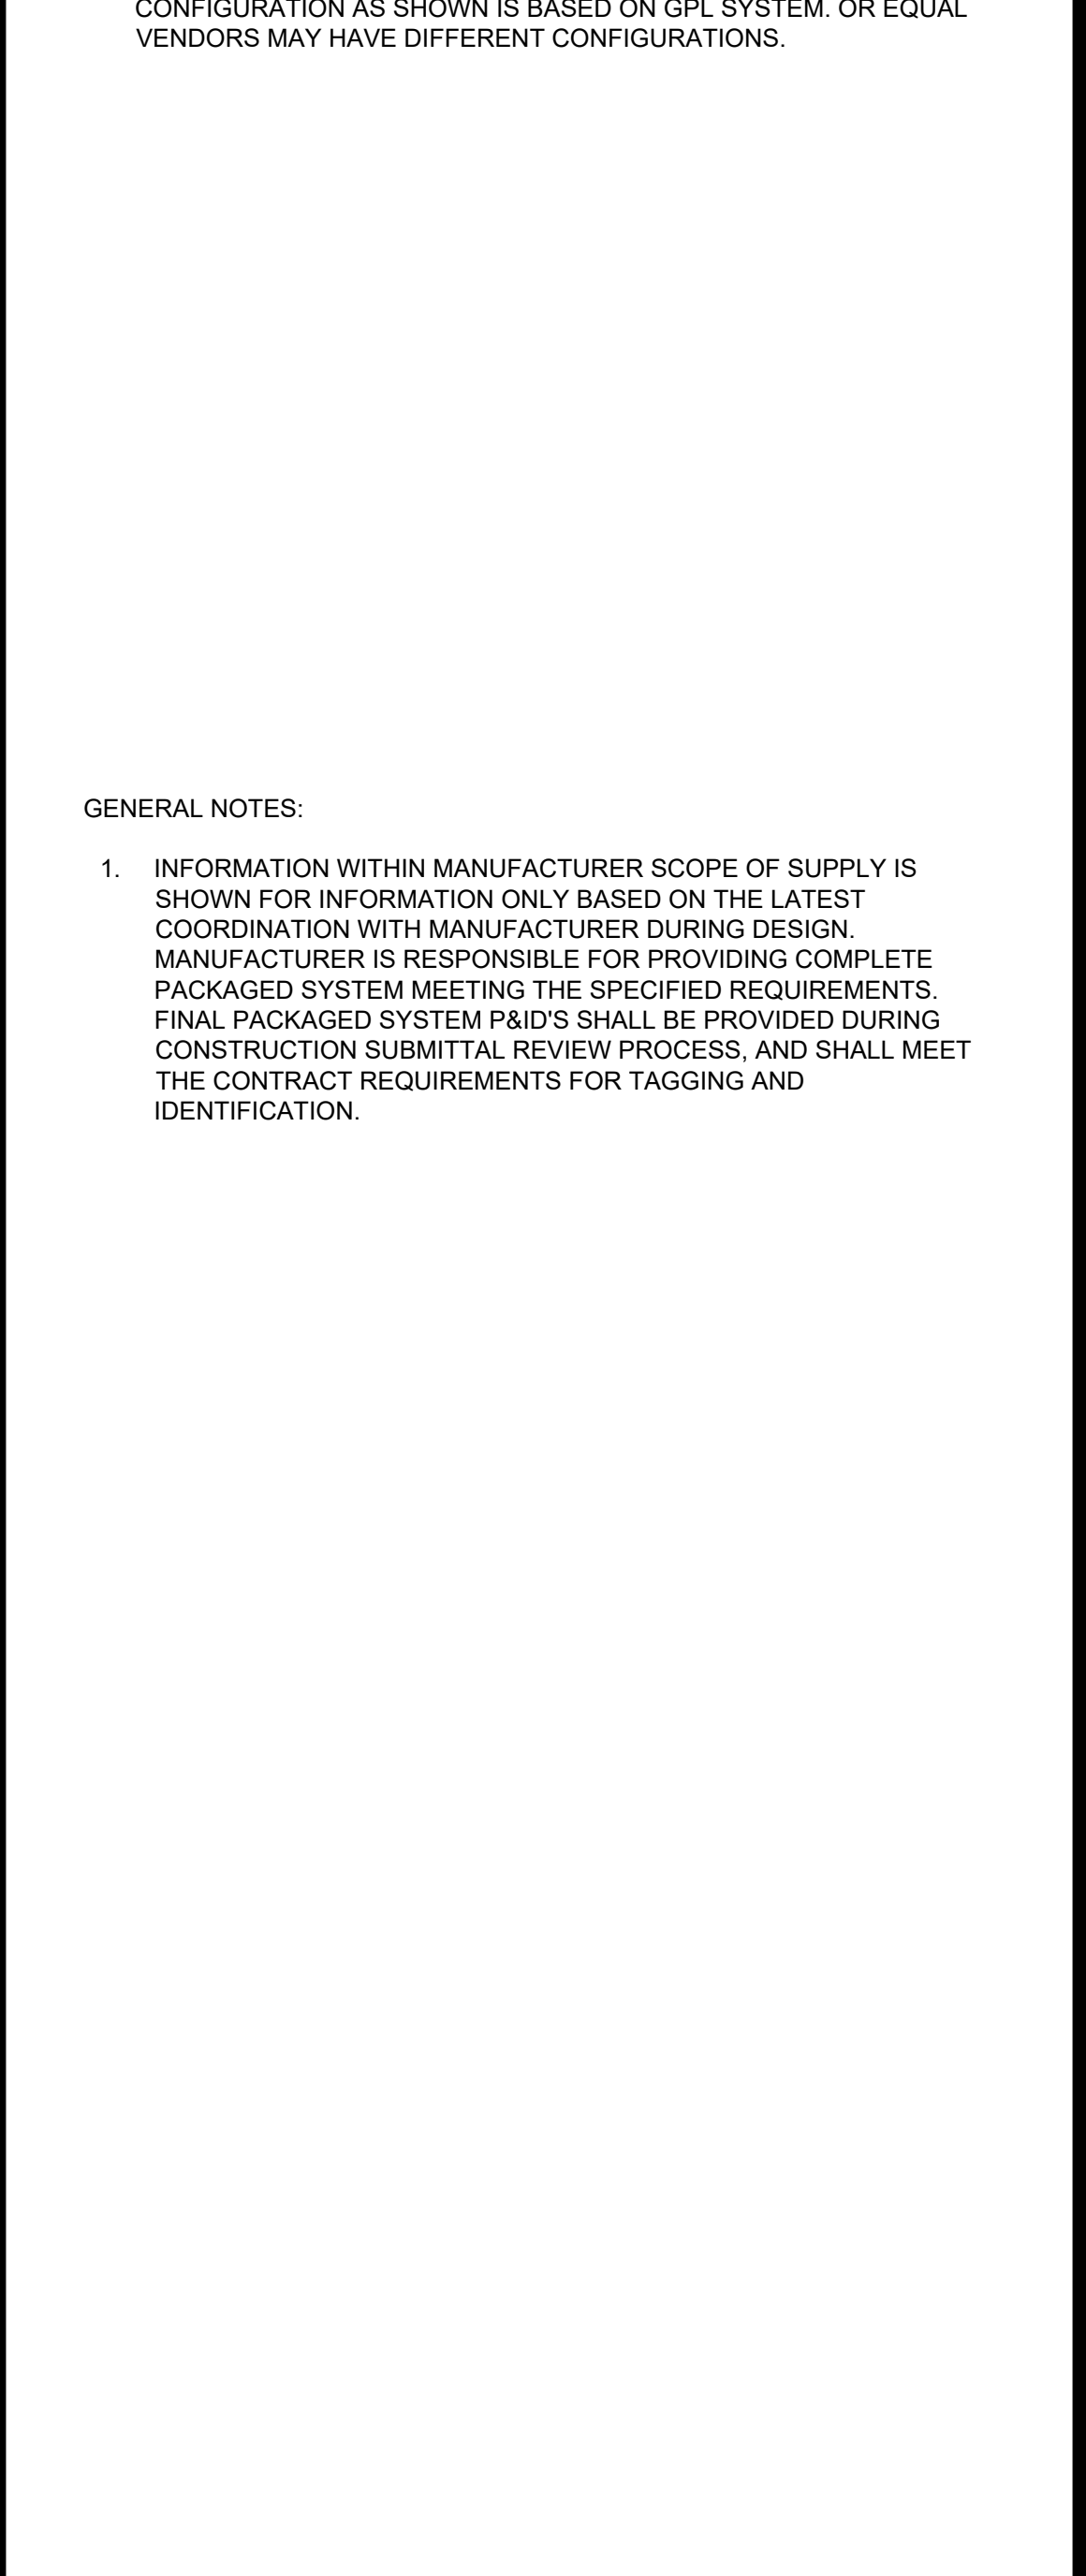 CONFIGURATION AS SHOWN IS BASED ON GPL SYSTEM. OR EQUAL
VENDORS MAY HAVE DIFFERENT CONFIGURATIONS.
GENERAL NOTES:
1. INFORMATION WITHIN MANUFACTURER SCOPE OF SUPPLY IS
SHOWN FOR INFORMATION ONLY BASED ON THE LATEST
COORDINATION WITH MANUFACTURER DURING DESIGN.
MANUFACTURER IS RESPONSIBLE FOR PROVIDING COMPLETE
PACKAGED SYSTEM MEETING THE SPECIFIED REQUIREMENTS.
FINAL PACKAGED SYSTEM P&ID'S SHALL BE PROVIDED DURING
CONSTRUCTION SUBMITTAL REVIEW PROCESS, AND SHALL MEET
THE CONTRACT REQUIREMENTS FOR TAGGING AND
IDENTIFICATION.